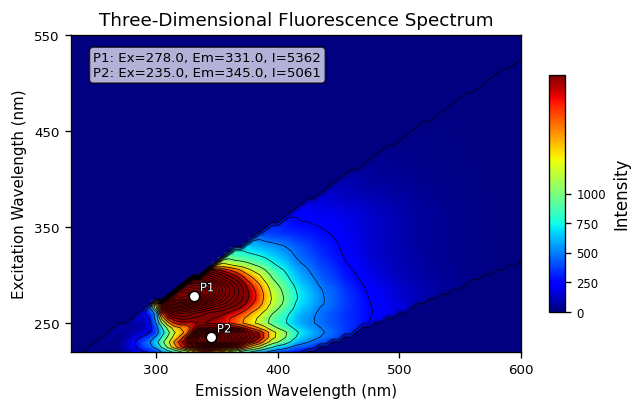 Three-Dimensional Fluorescence Spectrum
P1: Ex=278.0, Em=331.0, I=5362
P2: Ex=235.0, Em=345.0, I=5061
550
450
350
250
Excitation Wavelength (nm)
P1
P2
300
400
500
600
Emission Wavelength (nm)
1000
750
500
250
0
Intensity